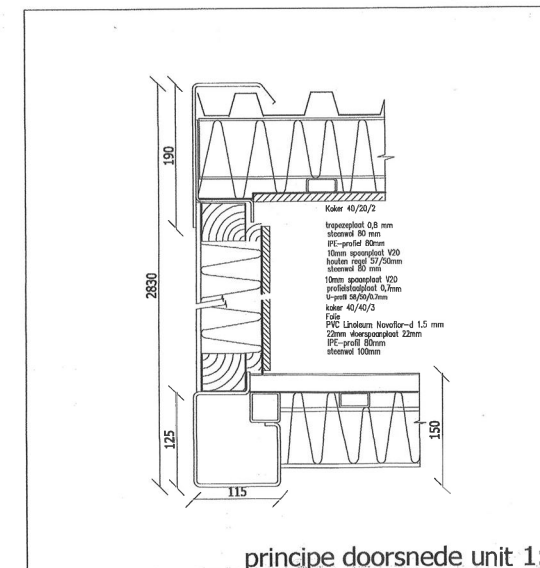 190
2830
125
115
150
Koker 40/20/2
trapezeplaat 0,8 mm
steenwol 80 mm
IPE-profiel 80mm
10mm spaanplaat V20
houten regel 57/50mm
steenwol 80 mm
10mm spaanplaat V20
profielstaalplaat 0,7mm
U-profil 58/50/0.7mm
koker 40/40/3
Folie
PVC Linoleum Novoflor-d 1.5 mm
22mm vloerspaanplaat 22mm
IPE-profil 80mm
steenwol 100mm
principe doorsnede unit 1: